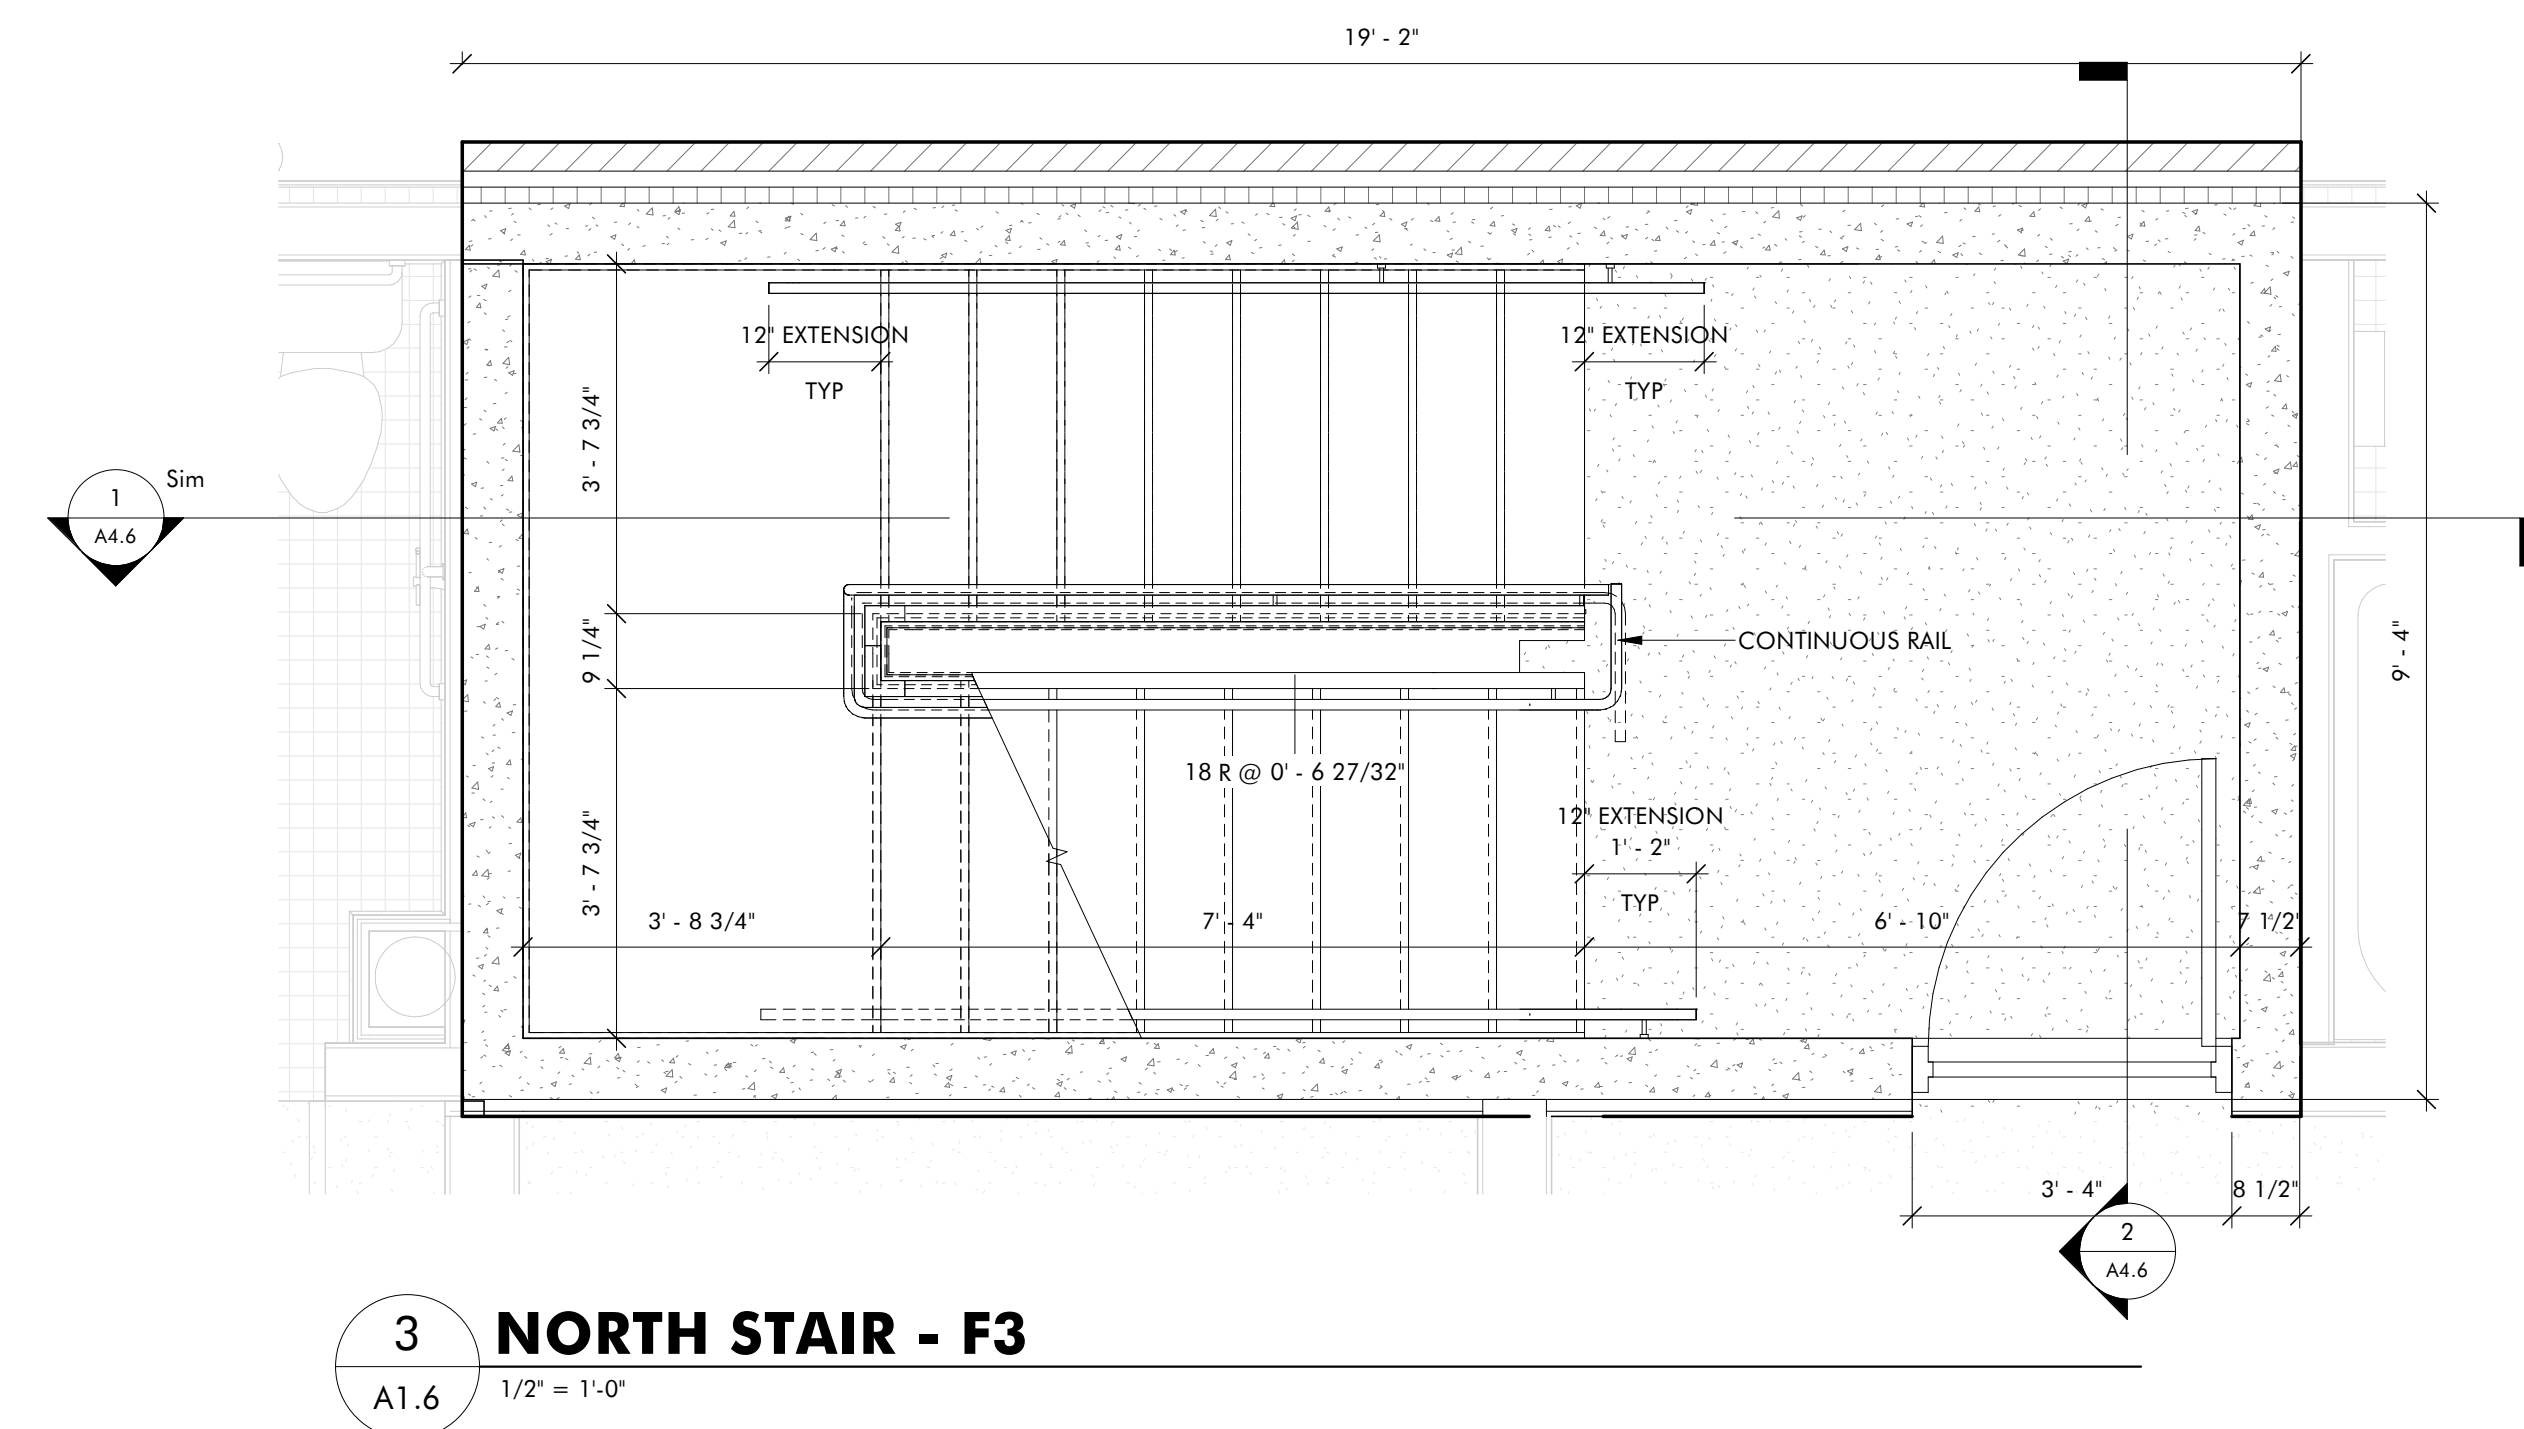 19' - 2"
12" EXTENSION
TYP
12" EXTENSION
TYP
3' - 7 3/4"
1
A4.6
Sim
9 1/4"
CONTINUOUS RAIL
9' - 4"
18 R @ 0' - 6 27/32"
3' - 7 3/4"
12" EXTENSION
1' - 2"
TYP
3' - 8 3/4"
7' - 4"
6' - 10"
7 1/2"
3' - 4"
8 1/2"
2
A4.6
3
A1.6
NORTH STAIR - F3
1/2" = 1'-0"